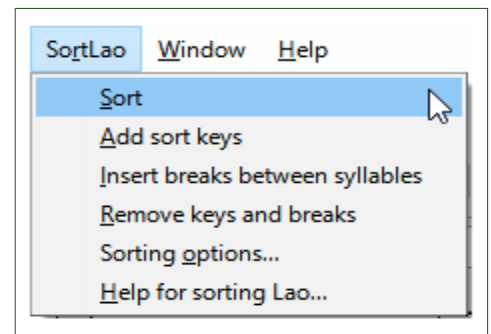 SortLao Window Help
Sort
Add sort keys
Insert breaks between syllables
Remove keys and breaks
Sorting options...
Help for sorting Lao...